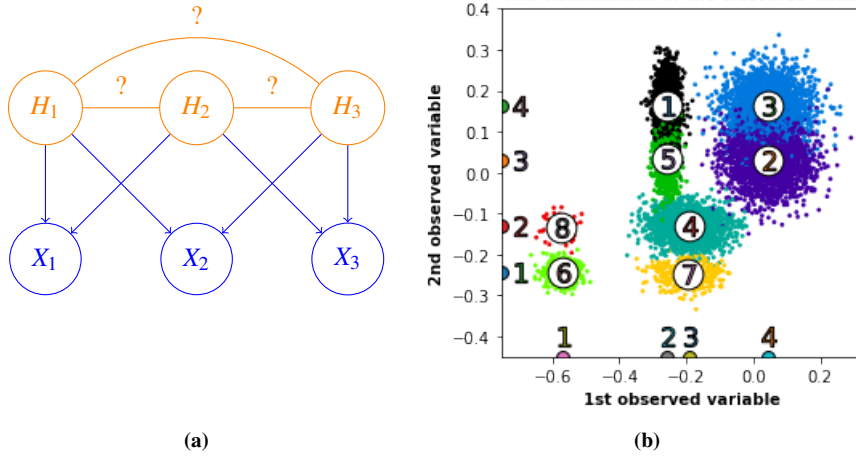 ?
? ?
H₁ H₂ H₃
X₁ X₂ X₃
(a)
0.4
0.3
0.2
0.1
0.0
−0.1
−0.2
−0.3
−0.4
2nd observed variable
4
3
2
1
1 3
5 2
8 4
6 7
1 2 3 4
−0.6 −0.4 −0.2 0.0 0.2
1st observed variable
(b)